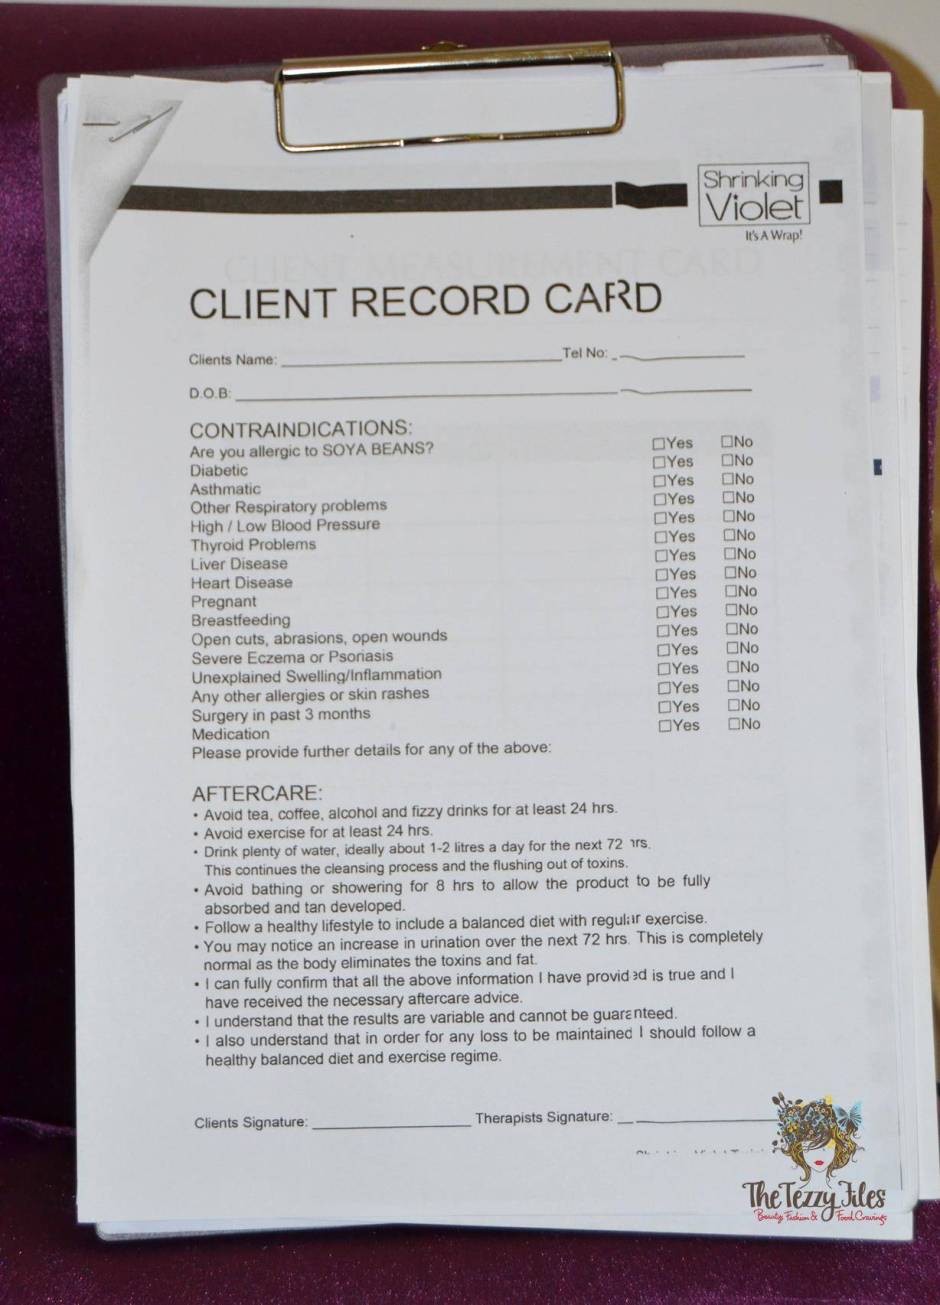 Shrinking
Violet
It's A Wrap!
CLIENT MEASUREMENT CARD
CLIENT RECORD CARD
Clients Name: Tel No:
D.O.B:
CONTRAINDICATIONS:
Are you allergic to SOYA BEANS? ☐Yes ☐No
Diabetic ☐Yes ☐No
Asthmatic ☐Yes ☐No
Other Respiratory problems ☐Yes ☐No
High / Low Blood Pressure ☐Yes ☐No
Thyroid Problems ☐Yes ☐No
Liver Disease ☐Yes ☐No
Heart Disease ☐Yes ☐No
Pregnant ☐Yes ☐No
Breastfeeding ☐Yes ☐No
Open cuts, abrasions, open wounds ☐Yes ☐No
Severe Eczema or Psoriasis ☐Yes ☐No
Unexplained Swelling/Inflammation ☐Yes ☐No
Any other allergies or skin rashes ☐Yes ☐No
Surgery in past 3 months ☐Yes ☐No
Medication ☐Yes ☐No
Please provide further details for any of the above:
AFTERCARE:
• Avoid tea, coffee, alcohol and fizzy drinks for at least 24 hrs.
• Avoid exercise for at least 24 hrs.
• Drink plenty of water, ideally about 1-2 litres a day for the next 72 hrs.
This continues the cleansing process and the flushing out of toxins.
• Avoid bathing or showering for 8 hrs to allow the product to be fully
absorbed and tan developed.
• Follow a healthy lifestyle to include a balanced diet with regular exercise.
• You may notice an increase in urination over the next 72 hrs. This is completely
normal as the body eliminates the toxins and fat.
• I can fully confirm that all the above information I have provided is true and I
have received the necessary aftercare advice.
• I understand that the results are variable and cannot be guaranteed.
• I also understand that in order for any loss to be maintained I should follow a
healthy balanced diet and exercise regime.
Clients Signature: Therapists Signature:
The Tezzy Files
Beauty, Fashion & Food Cravings